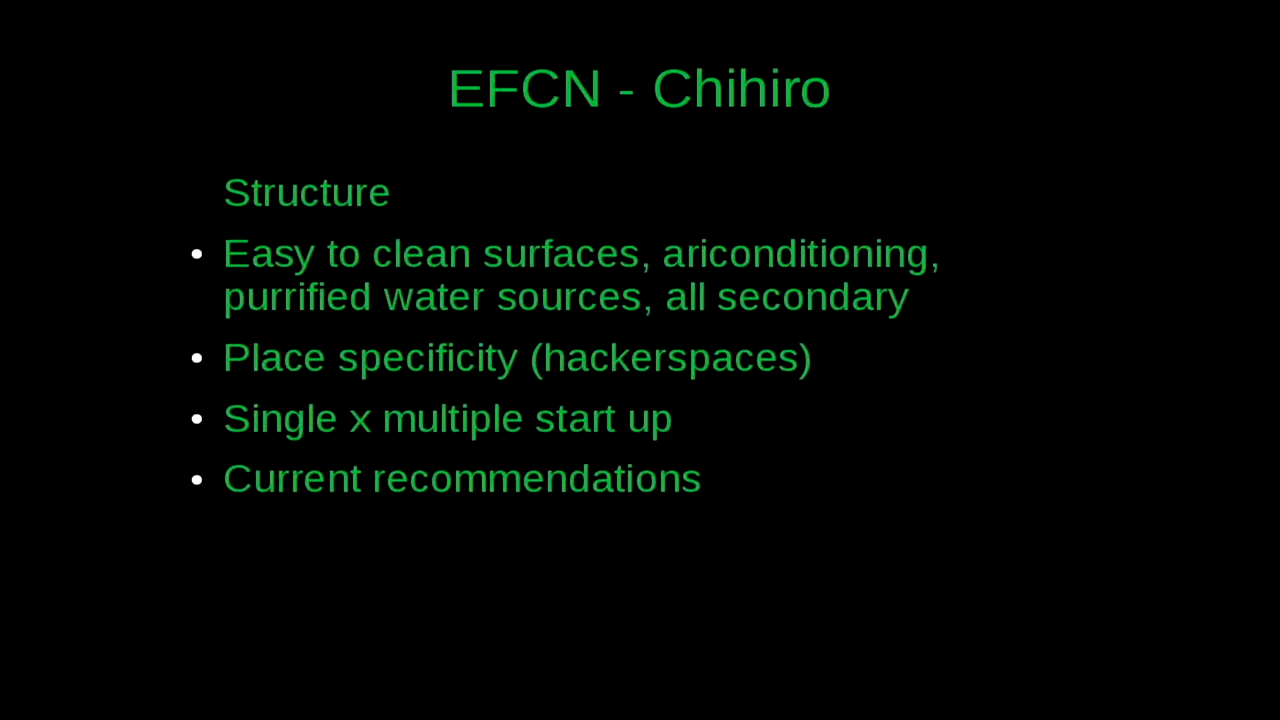 EFCN - Chihiro
Structure
• Easy to clean surfaces, ariconditioning,
purrified water sources, all secondary
• Place specificity (hackerspaces)
• Single x multiple start up
• Current recommendations